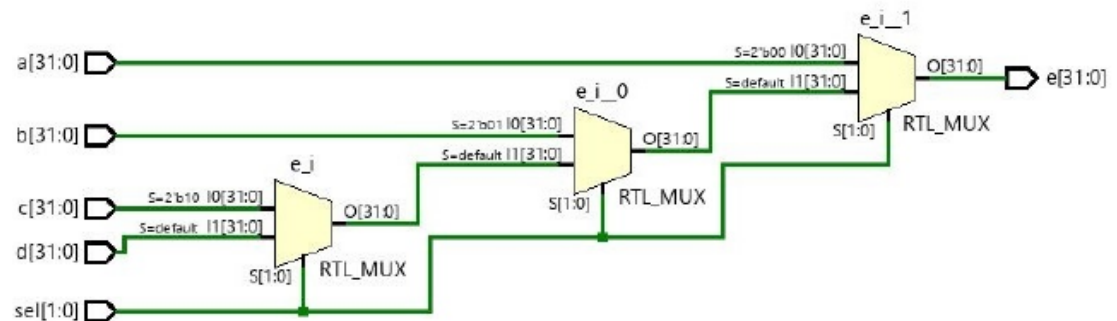 e_i__1
a[31:0]
S=2'b00 I0[31:0]
O[31:0]
e[31:0]
S=default I1[31:0]
e_i__0
S[1:0]
RTL_MUX
b[31:0]
S=2'b01 I0[31:0]
O[31:0]
S=default I1[31:0]
e_i
S[1:0]
RTL_MUX
c[31:0]
S=2'b10 I0[31:0]
O[31:0]
S=default I1[31:0]
d[31:0]
S[1:0]
RTL_MUX
sel[1:0]